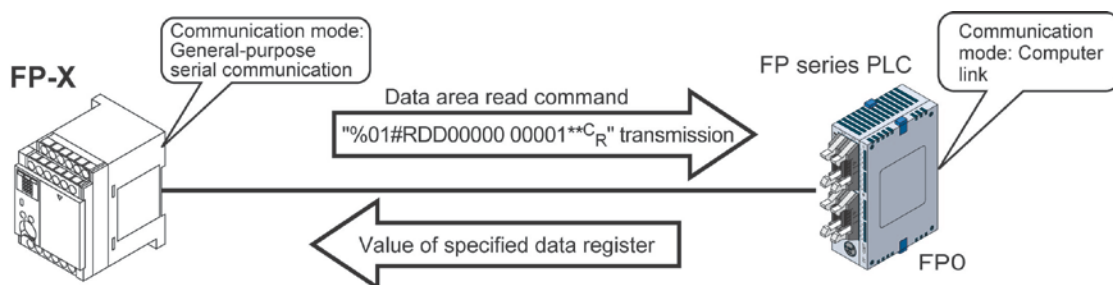 Communication mode:
General-purpose
serial communication
FP-X
Communication
mode: Computer
link
FP series PLC
Data area read command
"%01#RDD00000 00001**CR" transmission
Value of specified data register
FP0